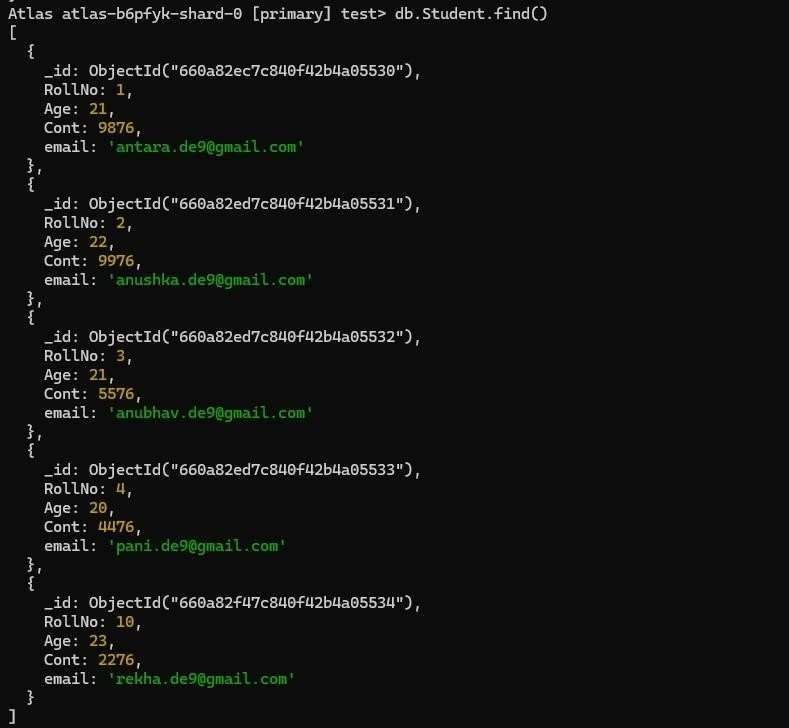 Atlas atlas-b6pfyk-shard-0 [primary] test> db.Student.find()
[
  {
    _id: ObjectId("660a82ec7c840f42b4a05530"),
    RollNo: 1,
    Age: 21,
    Cont: 9876,
    email: 'antara.de9@gmail.com'
  },
  {
    _id: ObjectId("660a82ed7c840f42b4a05531"),
    RollNo: 2,
    Age: 22,
    Cont: 9976,
    email: 'anushka.de9@gmail.com'
  },
  {
    _id: ObjectId("660a82ed7c840f42b4a05532"),
    RollNo: 3,
    Age: 21,
    Cont: 5576,
    email: 'anubhav.de9@gmail.com'
  },
  {
    _id: ObjectId("660a82ed7c840f42b4a05533"),
    RollNo: 4,
    Age: 20,
    Cont: 4476,
    email: 'pani.de9@gmail.com'
  },
  {
    _id: ObjectId("660a82f47c840f42b4a05534"),
    RollNo: 10,
    Age: 23,
    Cont: 2276,
    email: 'rekha.de9@gmail.com'
  }
]